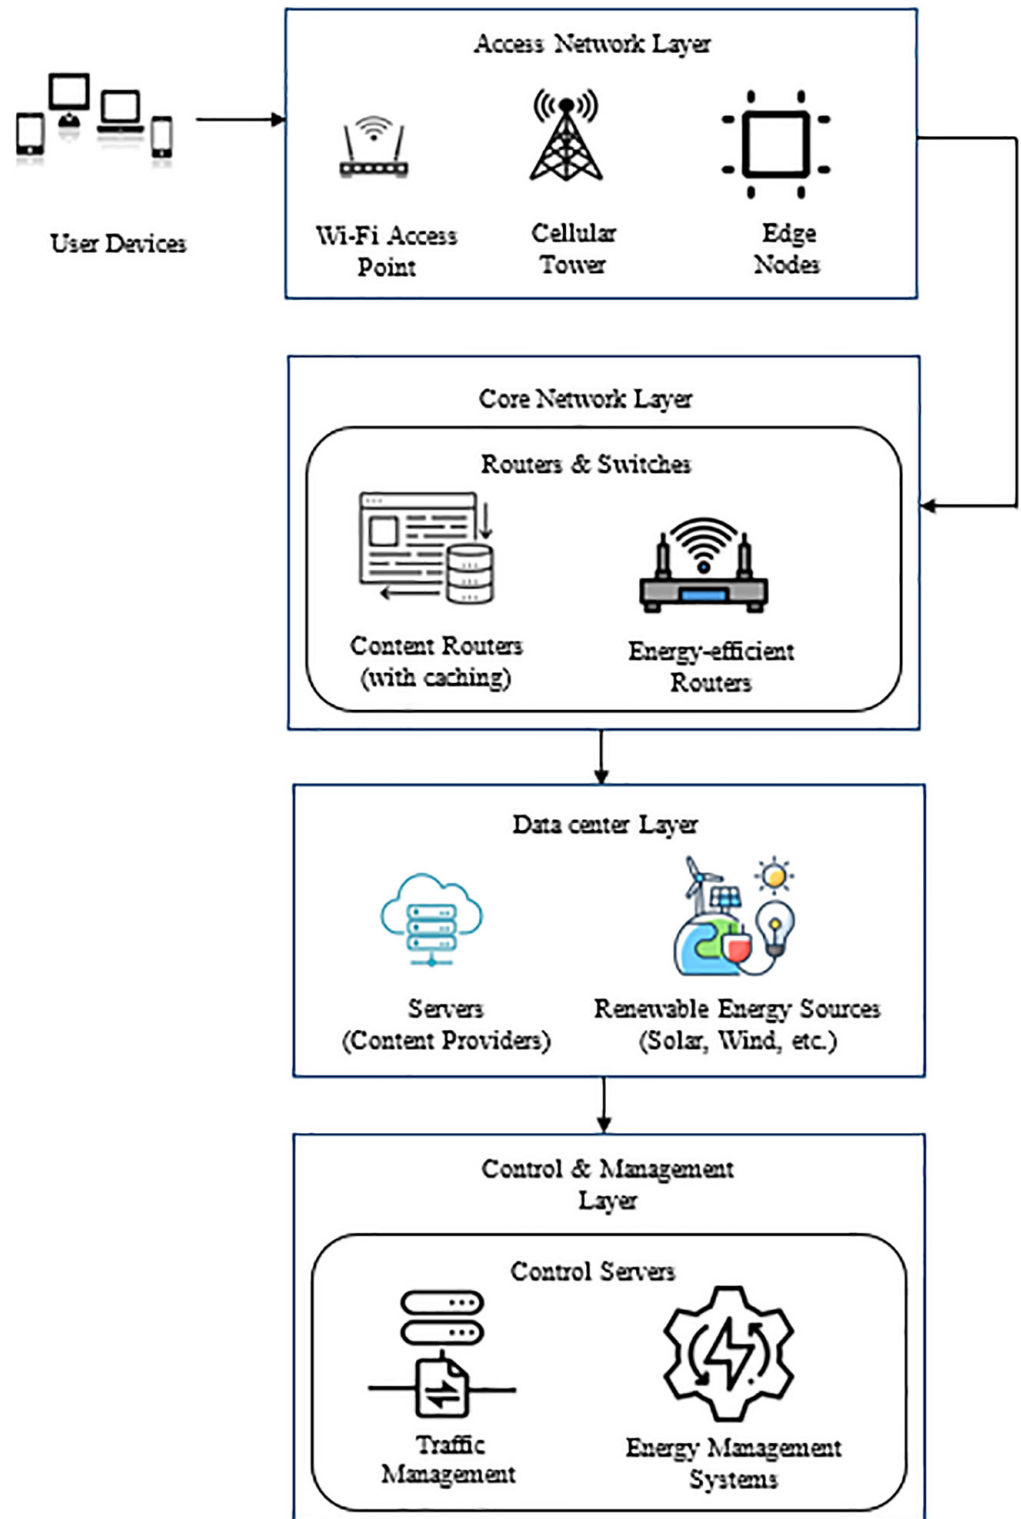 Access Network Layer
User Devices
Wi-Fi Access
Point
Cellular
Tower
Edge
Nodes
Core Network Layer
Routers & Switches
Content Routers
(with caching)
Energy-efficient
Routers
Data center Layer
Servers
(Content Providers)
Renewable Energy Sources
(Solar, Wind, etc.)
Control & Management
Layer
Control Servers
Traffic
Management
Energy Management
Systems